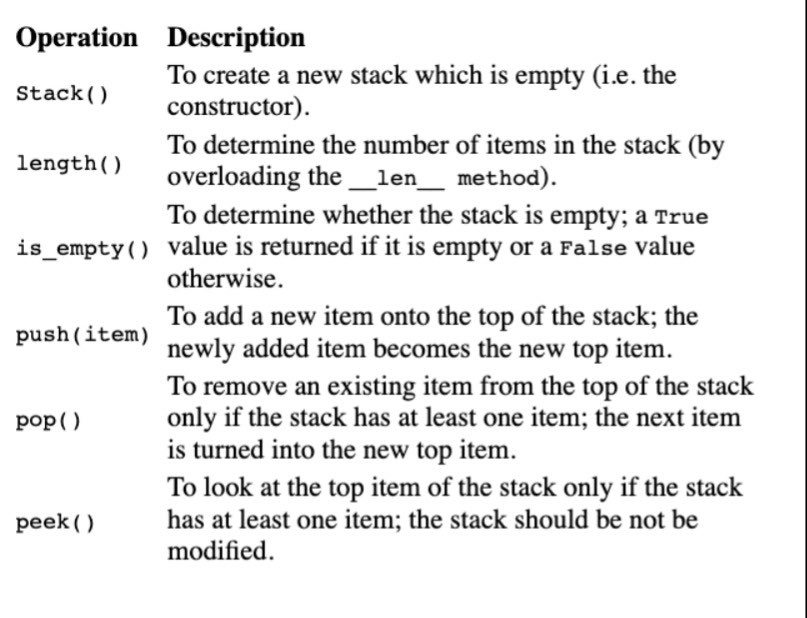 Operation Description
Stack() To create a new stack which is empty (i.e. the
constructor).
length() To determine the number of items in the stack (by
overloading the __len__ method).
To determine whether the stack is empty; a True
is_empty() value is returned if it is empty or a False value
otherwise.
push(item) To add a new item onto the top of the stack; the
newly added item becomes the new top item.
To remove an existing item from the top of the stack
pop() only if the stack has at least one item; the next item
is turned into the new top item.
To look at the top item of the stack only if the stack
peek() has at least one item; the stack should be not be
modified.